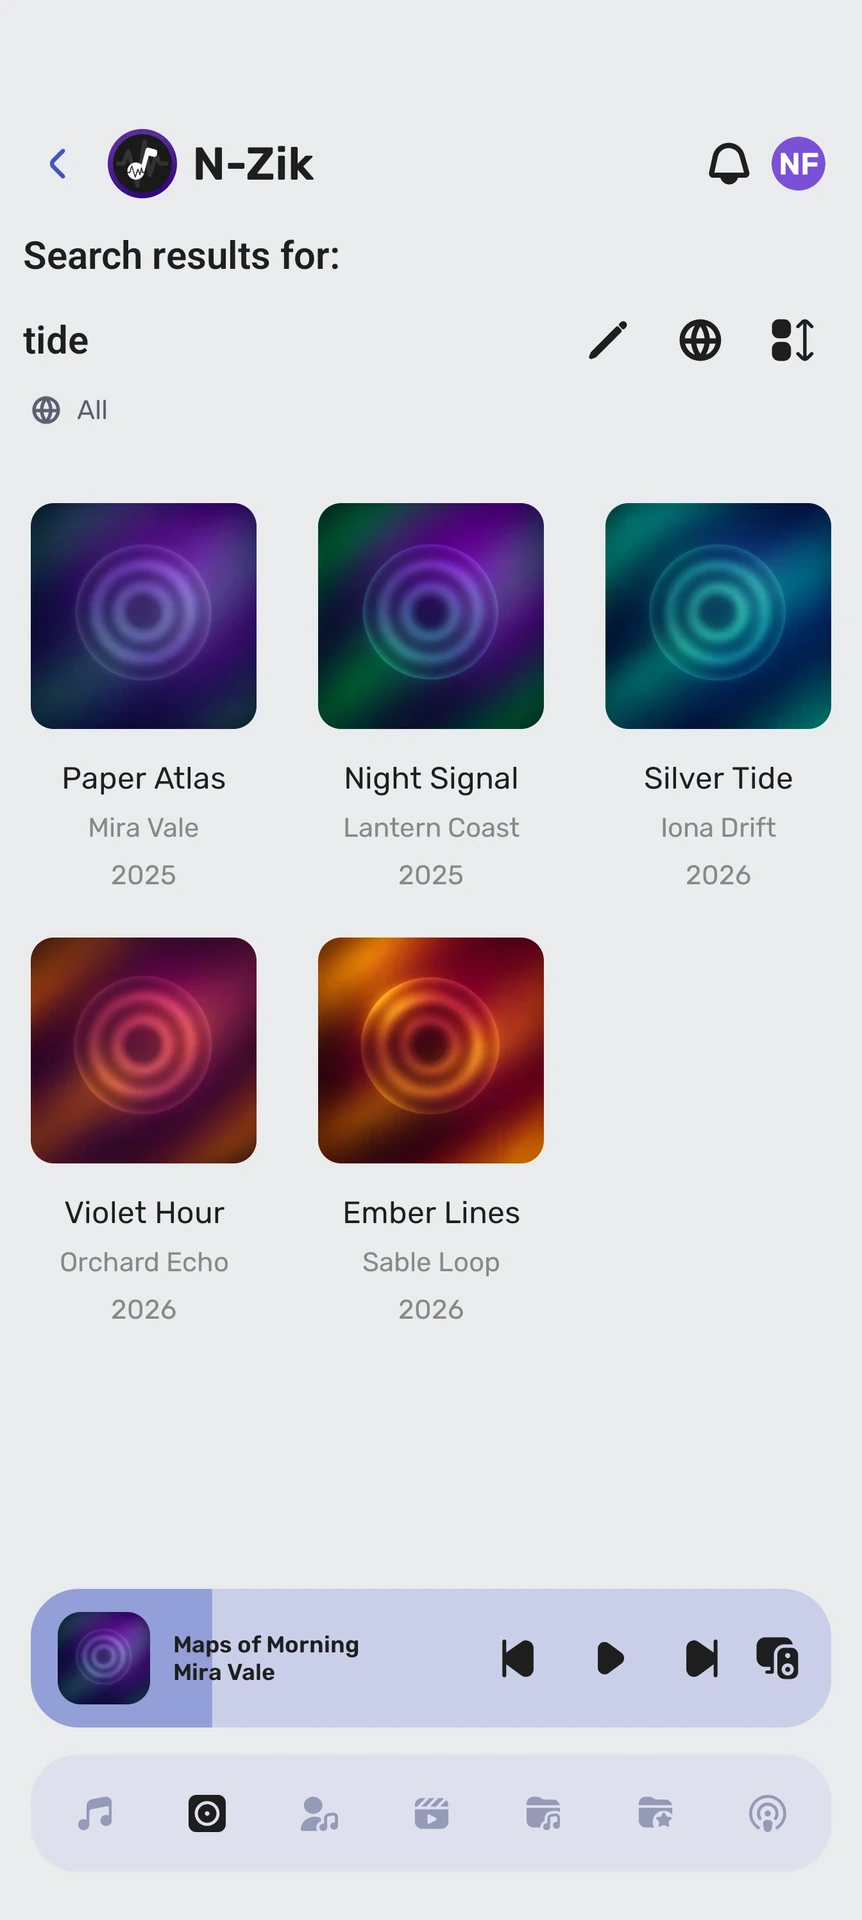 N-Zik
NF
Search results for:
tide
All
Paper Atlas
Mira Vale
2025
Night Signal
Lantern Coast
2025
Silver Tide
Iona Drift
2026
Violet Hour
Orchard Echo
2026
Ember Lines
Sable Loop
2026
Maps of Morning
Mira Vale